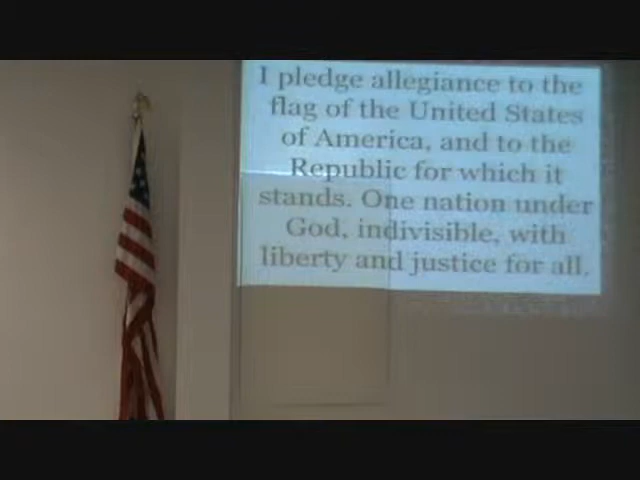 I pledge allegiance to the
flag of the United States
of America, and to the
Republic for which it
stands. One nation under
God, indivisible, with
liberty and justice for all.